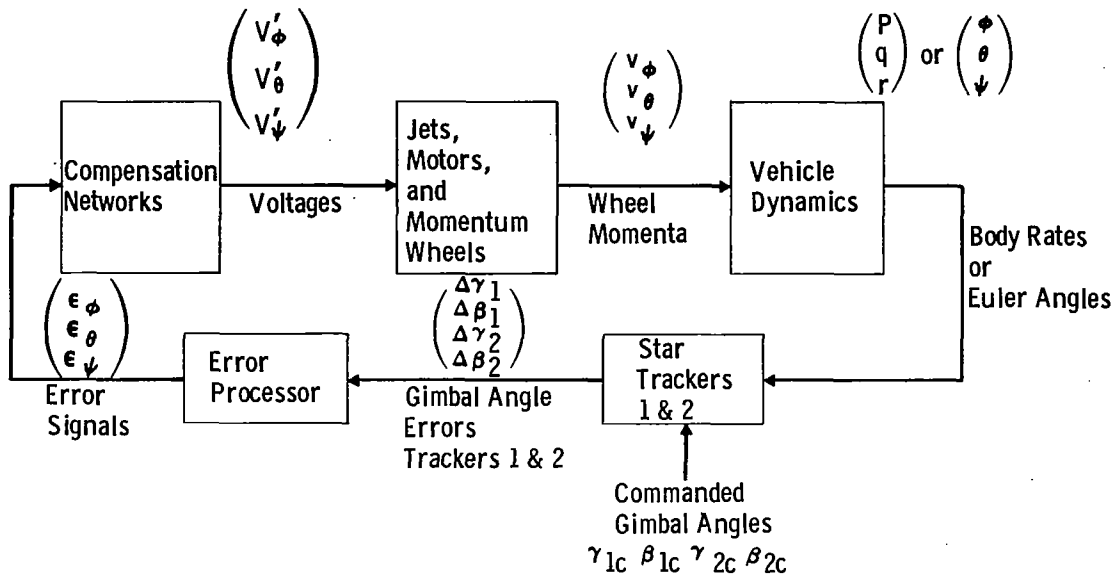 V′ϕ
V′θ
V′ψ
vϕ
vθ
vψ
P
q
r
or
ϕ
θ
ψ
Compensation
Networks
Voltages
Jets,
Motors,
and
Momentum
Wheels
Wheel
Momenta
Vehicle
Dynamics
Body Rates
or
Euler Angles
ϵϕ
ϵθ
ϵψ
Error
Signals
Error
Processor
Δγ1
Δβ1
Δγ2
Δβ2
Gimbal Angle
Errors
Trackers 1 & 2
Star
Trackers
1 & 2
Commanded
Gimbal Angles
γ1c β1c γ2c β2c